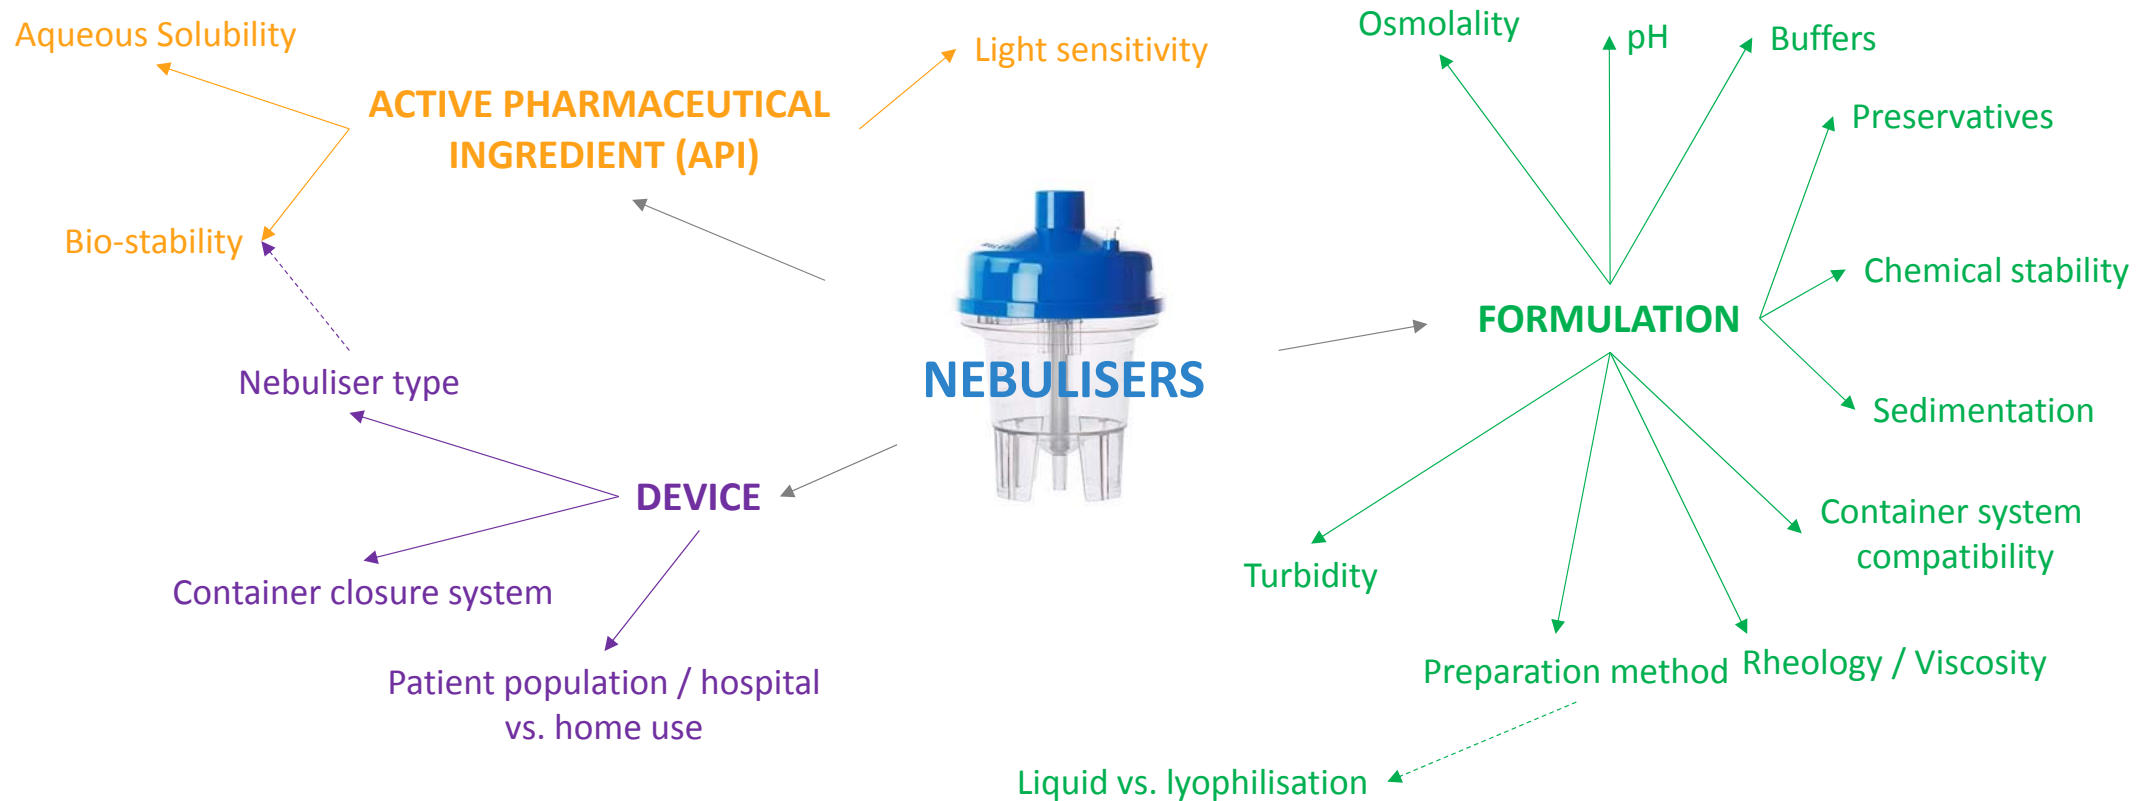 Aqueous Solubility
Light sensitivity
ACTIVE PHARMACEUTICAL
INGREDIENT (API)
Bio-stability
Osmolality
pH
Buffers
Preservatives
Chemical stability
FORMULATION
Sedimentation
NEBULISERS
Nebuliser type
DEVICE
Container closure system
Patient population / hospital
vs. home use
Turbidity
Container system
compatibility
Preparation method
Rheology / Viscosity
Liquid vs. lyophilisation